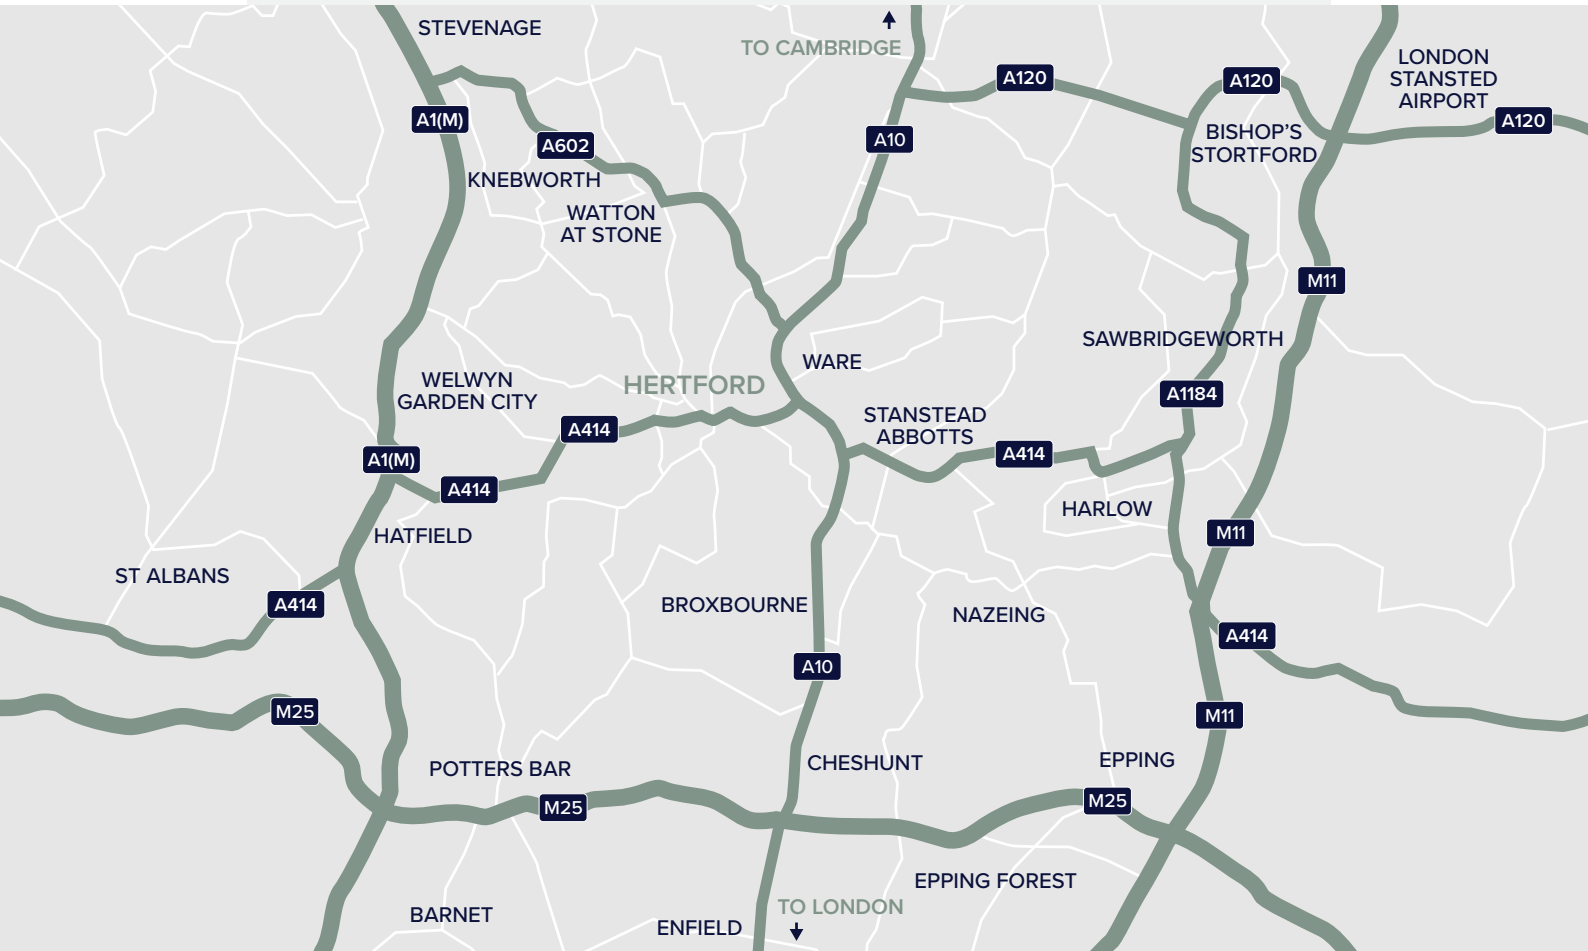 STEVENAGE
TO CAMBRIDGE
LONDON
STANSTED
AIRPORT
A120
A120
A1(M)
A120
A10
A602
BISHOP'S
STORTFORD
KNEBWORTH
WATTON
AT STONE
M11
SAWBRIDGEWORTH
WARE
WELWYN
GARDEN CITY
HERTFORD
A1184
STANSTEAD
ABBOTTS
A414
A414
A1(M)
A414
HARLOW
HATFIELD
M11
ST ALBANS
A414
BROXBOURNE
NAZEING
A414
A10
M25
M11
POTTERS BAR
CHESHUNT
EPPING
M25
M25
EPPING FOREST
BARNET
TO LONDON
ENFIELD